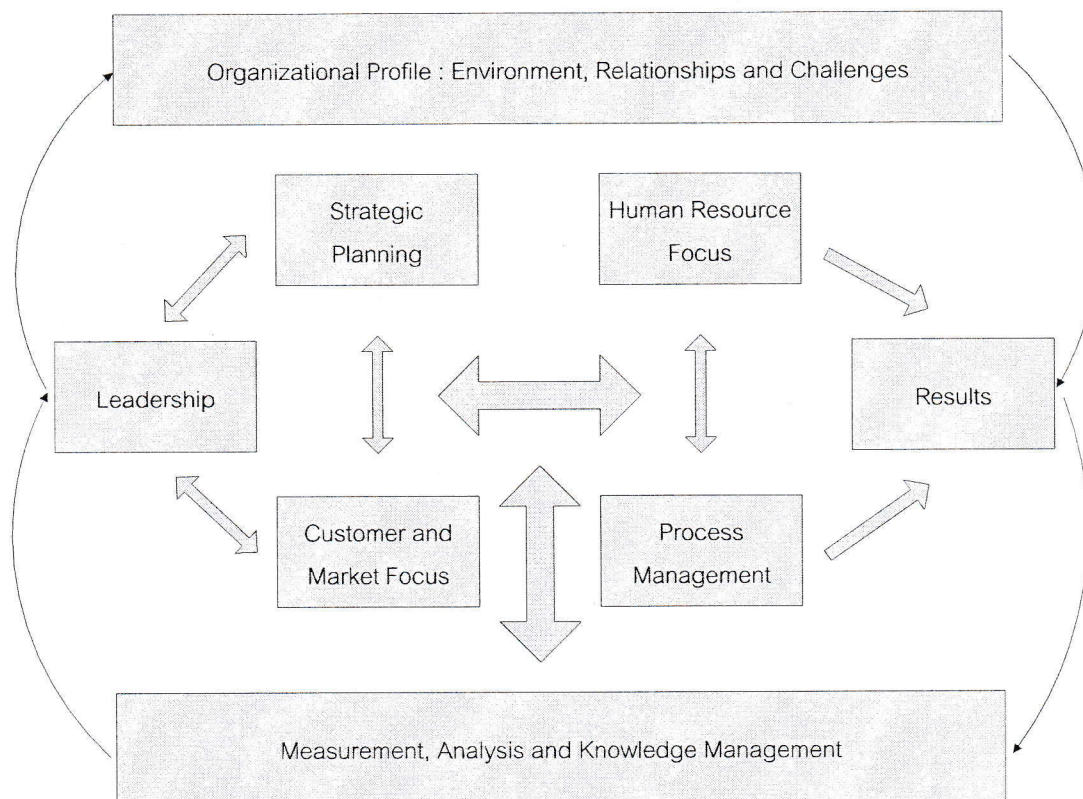 Organizational Profile : Environment, Relationships and Challenges
Strategic
Planning
Human Resource
Focus
Leadership
Results
Customer and
Market Focus
Process
Management
Measurement, Analysis and Knowledge Management